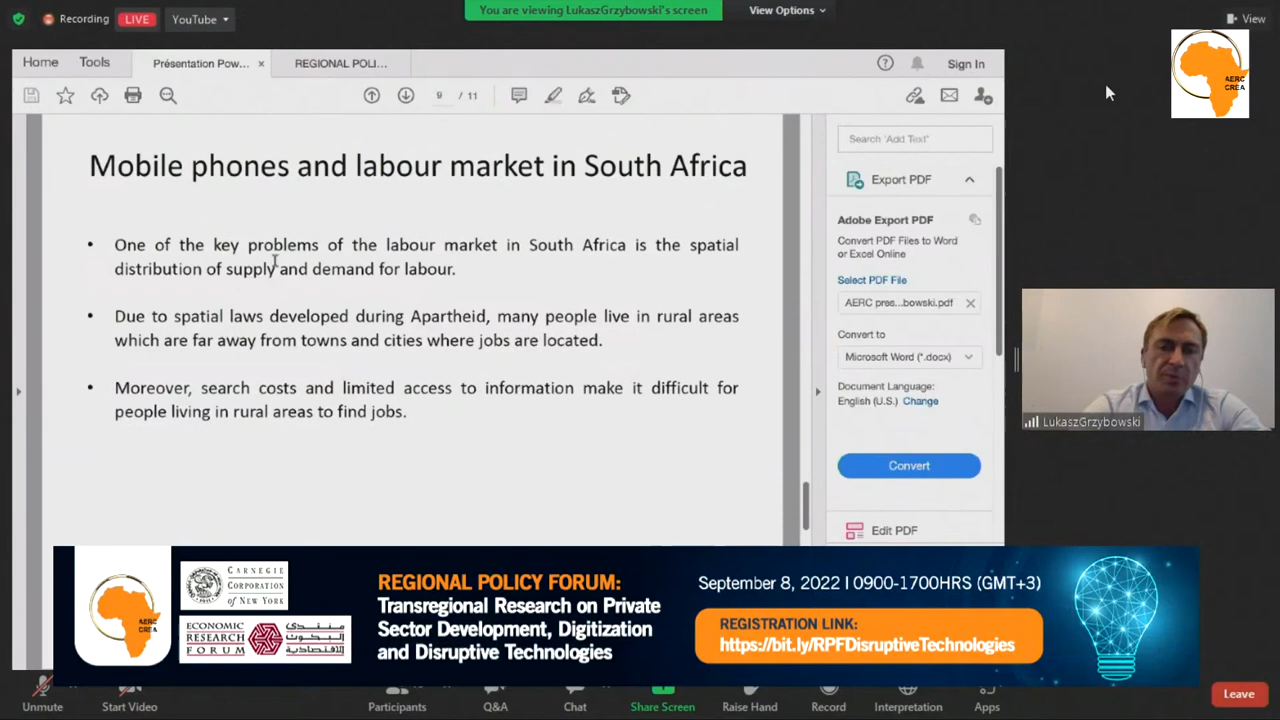 Recording
LIVE
YouTube
You are viewing LukaszGrzybowski's screen
View Options
View
AERC
CREA
Home
Tools
Présentation Pow...
×
REGIONAL POLI...
Sign In
9 / 11
Mobile phones and labour market in South Africa
• One of the key problems of the labour market in South Africa is the spatial
distribution of supply and demand for labour.
• Due to spatial laws developed during Apartheid, many people live in rural areas
which are far away from towns and cities where jobs are located.
• Moreover, search costs and limited access to information make it difficult for
people living in rural areas to find jobs.
Search 'Add Text'
Export PDF
Adobe Export PDF
Convert PDF Files to Word
or Excel Online
Select PDF File
AERC pres...bowski.pdf
Convert to
Microsoft Word (*.docx)
Document Language:
English (U.S.) Change
Convert
Edit PDF
LukaszGrzybowski
AERC
CREA
CARNEGIE
CORPORATION
of NEW YORK
ECONOMIC
RESEARCH
FORUM
منتدى
البحوث
الاقتصادية
REGIONAL POLICY FORUM:
Transregional Research on Private
Sector Development, Digitization
and Disruptive Technologies
September 8, 2022 I 0900-1700HRS (GMT+3)
REGISTRATION LINK:
https://bit.ly/RPFDisruptiveTechnologies
Unmute
Start Video
Participants
Q&A
Chat
Share Screen
Raise Hand
Record
Interpretation
Apps
Leave